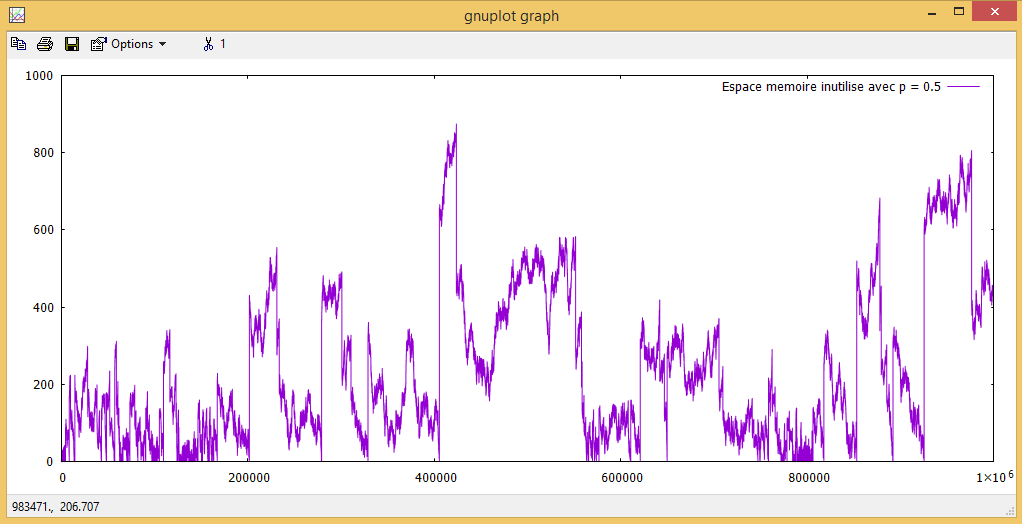 gnuplot graph
Options 1
Espace memoire inutilise avec p = 0.5
1000
800
600
400
200
0
0 200000 400000 600000 800000 1×10⁶
983471., 206.707